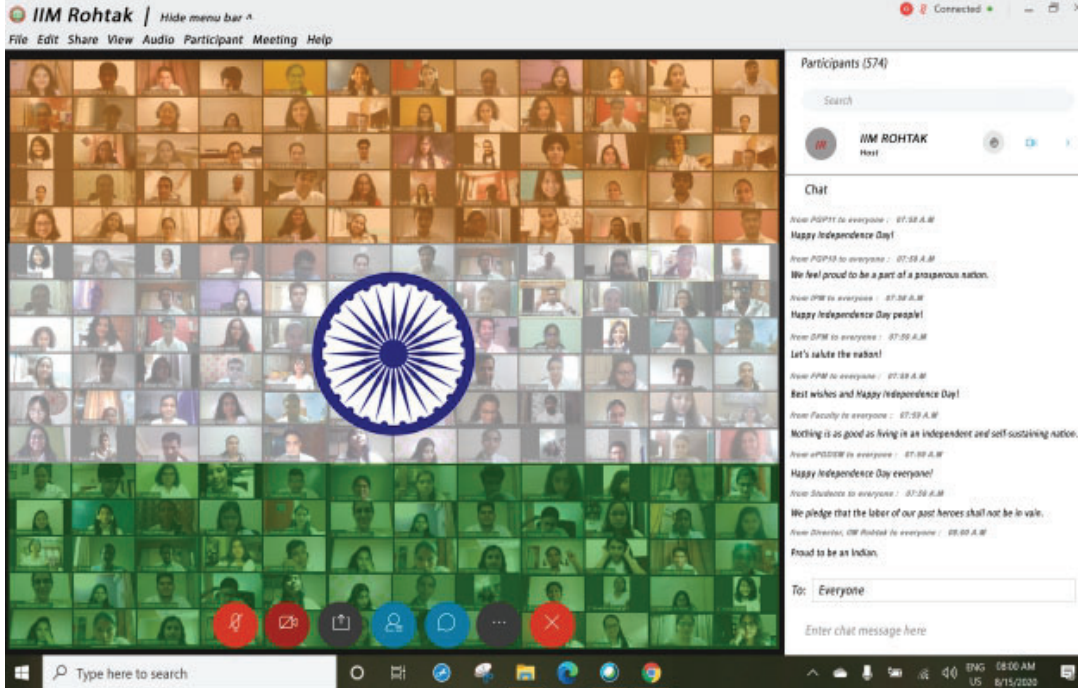 IIM Rohtak | Hide menu bar ^
Connected
File Edit Share View Audio Participant Meeting Help
Participants (574)
Search
IR
IIM ROHTAK
Host
Chat
from PGP11 to everyone : 07:58 A.M
Happy Independence Day!
from PGP10 to everyone : 07:58 A.M
We feel proud to be a part of a prosperous nation.
from IPM to everyone : 07:58 A.M
Happy Independence Day people!
from DPM to everyone : 07:59 A.M
Let's salute the nation!
from FPM to everyone : 07:59 A.M
Best wishes and Happy Independence Day!
from Faculty to everyone : 07:59 A.M
Nothing is as good as living in an independent and self-sustaining nation.
to everyone : 07:59 A.M
Happy Independence Day everyone!
from Students to everyone : 07:59 A.M
We pledge that the labor of our past heroes shall not be in vain.
from Director, IIM Rohtak to everyone : 08:00 A.M
Proud to be an Indian.
To: Everyone
Enter chat message here
Type here to search
ENG
US
08:00 AM
8/15/2020